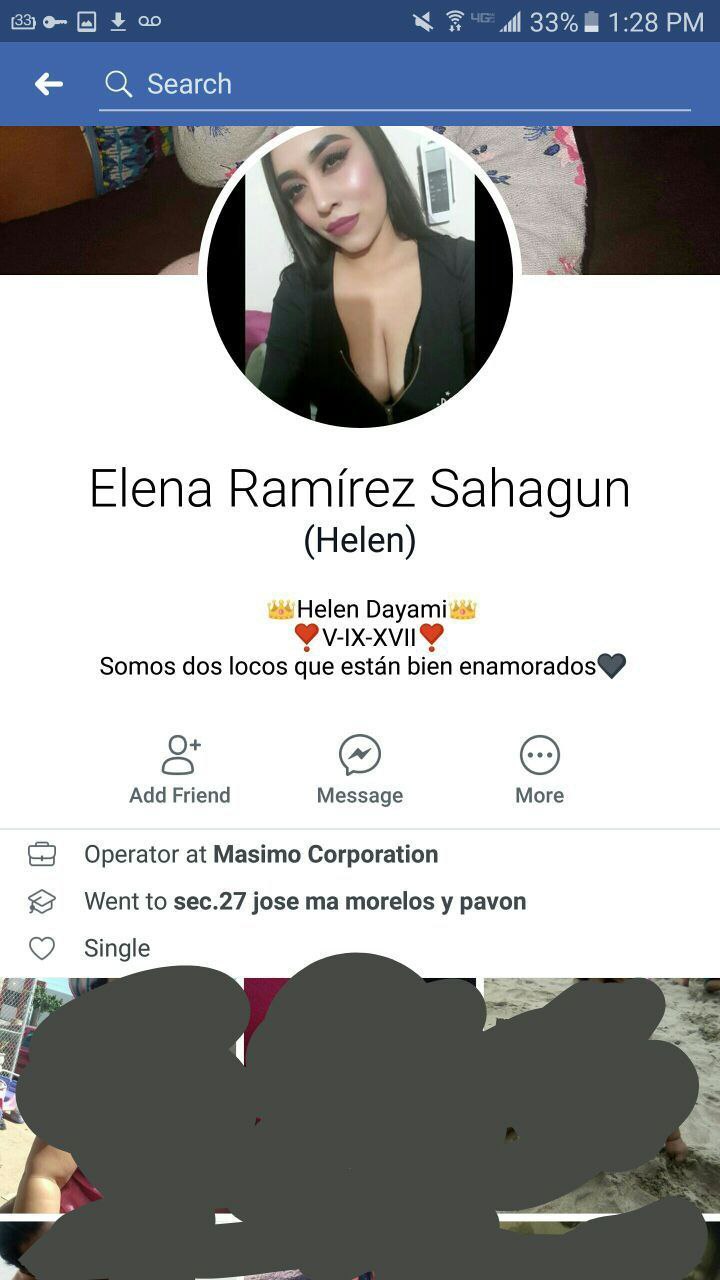 33
4G
33% 1:28 PM
Search
Elena Ramírez Sahagun
(Helen)
👑Helen Dayami👑
❣V-IX-XVII❣
Somos dos locos que están bien enamorados🖤
Add Friend
Message
More
Operator at Masimo Corporation
Went to sec.27 jose ma morelos y pavon
Single